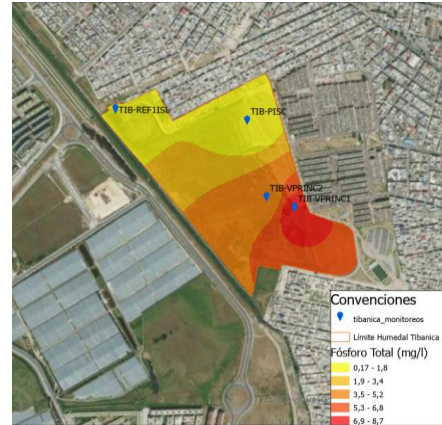 TIB-REF1ISL
TIB-PISC
TIB-VPRINC2
TIB-VPRINC1
Convenciones
tibanica_monitoreos
Límite Humedal Tibanica
Fósforo Total (mg/l)
0,17 - 1,8
1,9 - 3,4
3,5 - 5,2
5,3 - 6,8
6,9 - 8,7